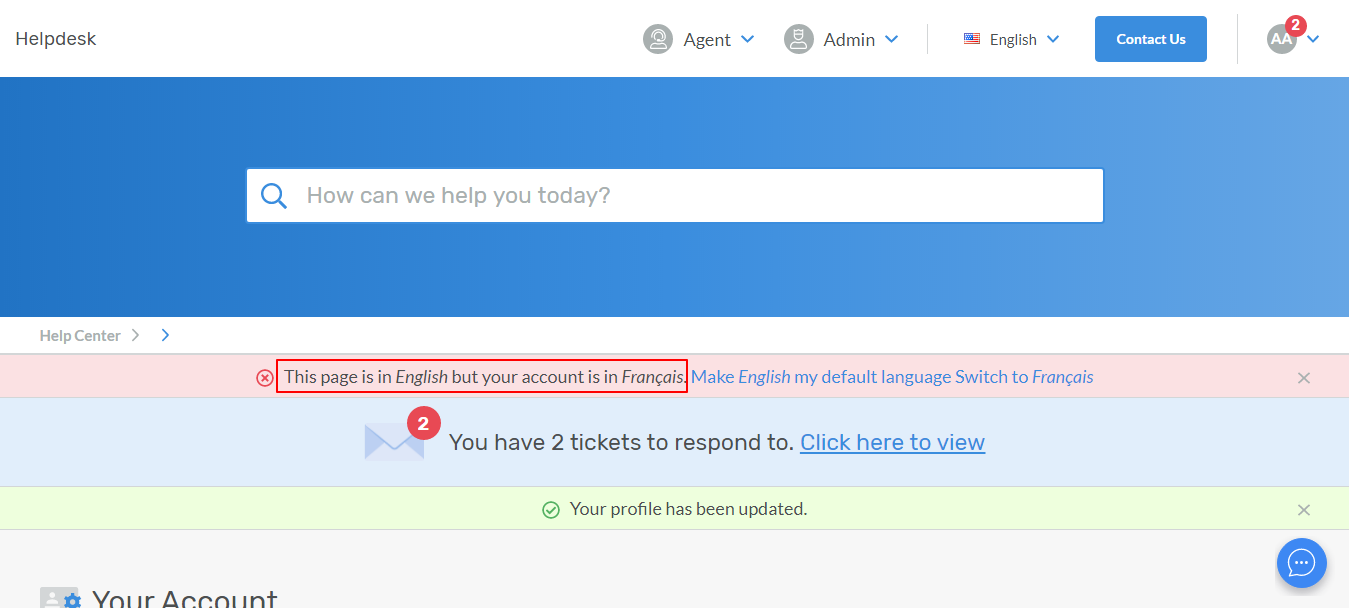 Helpdesk
Agent
Admin
English
Contact Us
AA
2
How can we help you today?
Help Center
This page is in English but your account is in Français. Make English my default language Switch to Français
2
You have 2 tickets to respond to. Click here to view
Your profile has been updated.
Your Account